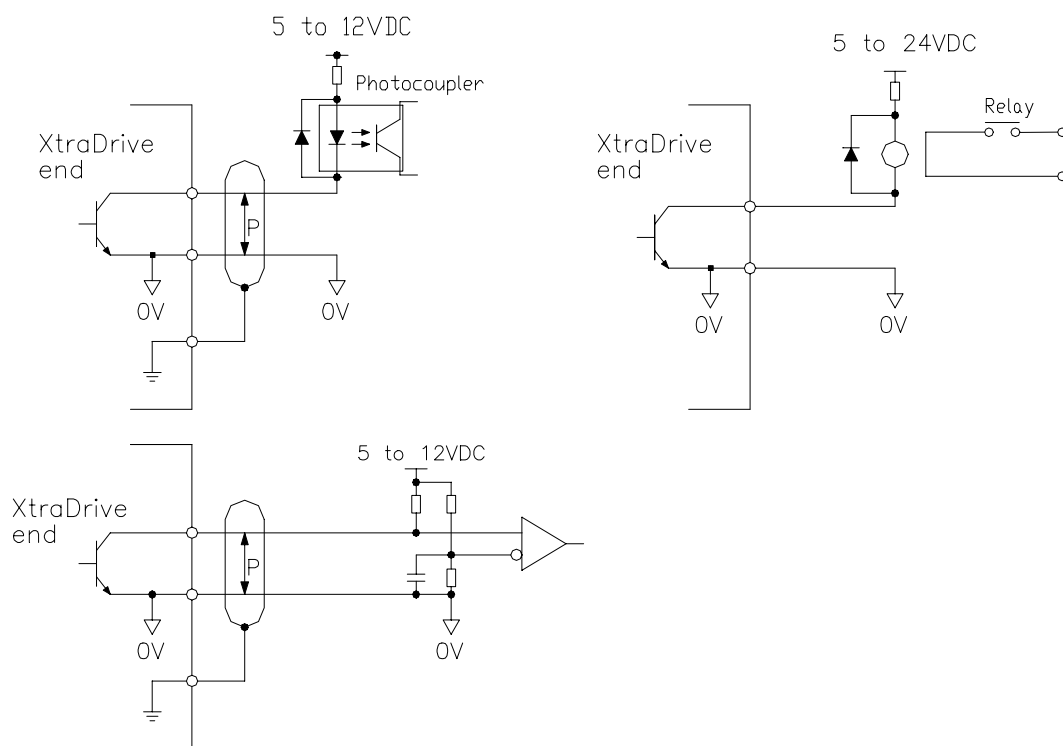 5 to 12VDC
Photocoupler
XtraDrive
end
P
0V
0V
5 to 24VDC
Relay
XtraDrive
end
0V
0V
5 to 12VDC
XtraDrive
end
P
0V
0V